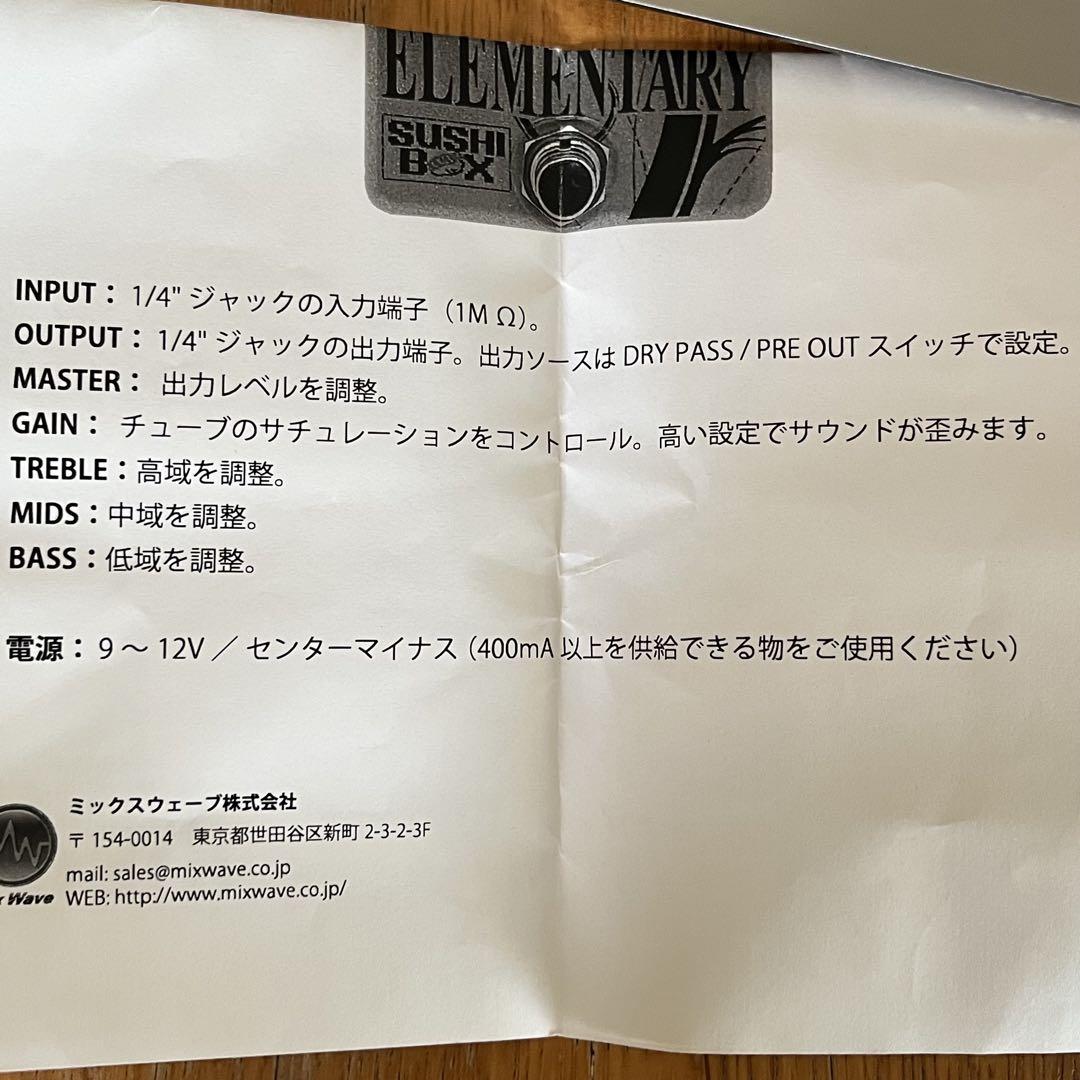 ELEMENTARY
SUSHI
BOX
INPUT： 1/4" ジャックの入力端子（1M Ω）。
OUTPUT： 1/4" ジャックの出力端子。出力ソースは DRY PASS / PRE OUT スイッチで設定。
MASTER： 出力レベルを調整。
GAIN： チューブのサチュレーションをコントロール。高い設定でサウンドが歪みます。
TREBLE：高域を調整。
MIDS：中域を調整。
BASS：低域を調整。
電源： 9 〜 12V ／ センターマイナス（400mA 以上を供給できる物をご使用ください）
ミックスウェーブ株式会社
〒 154-0014　東京都世田谷区新町 2-3-2-3F
mail: sales@mixwave.co.jp
WEB: http://www.mixwave.co.jp/
Wave